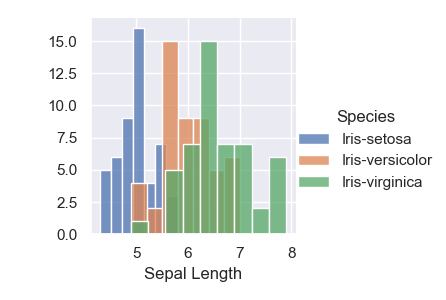 15.0
12.5
10.0
7.5
5.0
2.5
0.0
5 6 7 8
Sepal Length
Species
Iris-setosa
Iris-versicolor
Iris-virginica